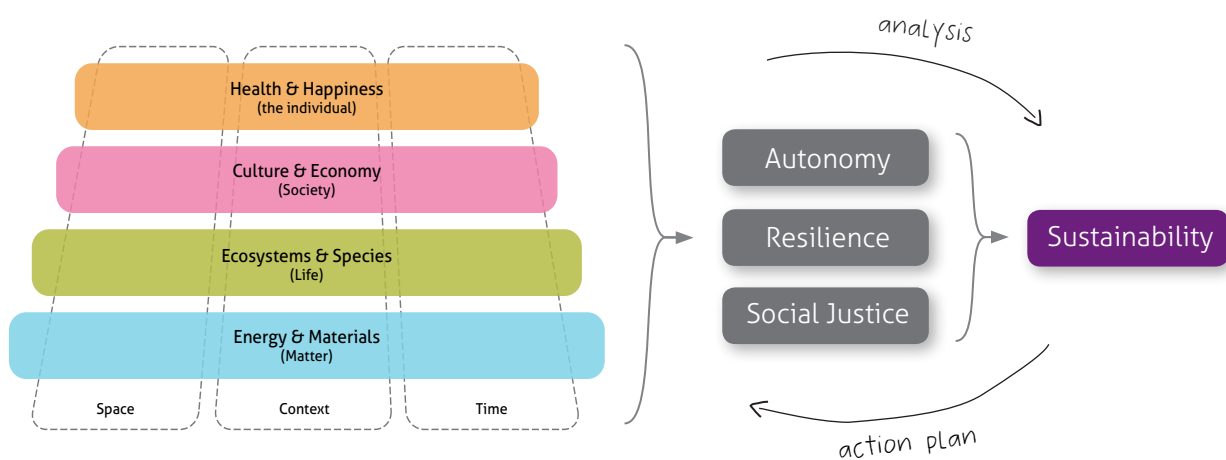 analysis
Health & Happiness
(the individual)
Culture & Economy
(Society)
Ecosystems & Species
(Life)
Energy & Materials
(Matter)
Space
Context
Time
Autonomy
Resilience
Social Justice
Sustainability
action plan